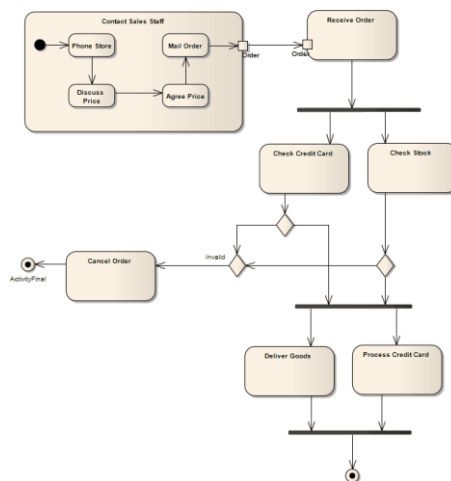 Contact Sales Staff
Phone Store
Mail Order
Discuss
Price
Agree Price
Order
Order
Receive Order
Check Credit Card
Check Stock
Invalid
Cancel Order
ActivityFinal
Deliver Goods
Process Credit Card